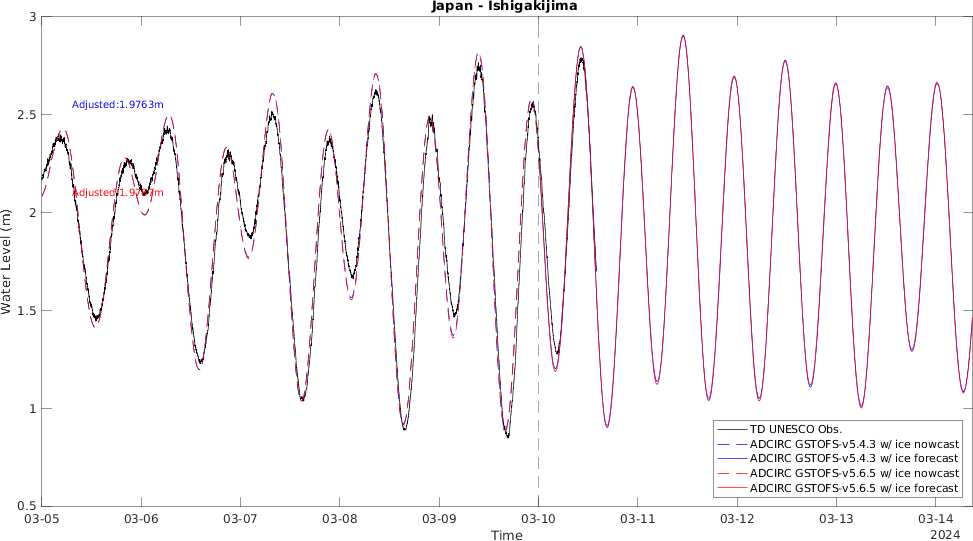 Japan - Ishigakijima
3
2.5
2
1.5
1
0.5
Water Level (m)
Adjusted:1.9763m
03-05
03-06
03-07
03-08
03-09
03-10
03-11
03-12
03-13
03-14
2024
Time
TD UNESCO Obs.
ADCIRC GSTOFS-v5.4.3 w/ ice nowcast
ADCIRC GSTOFS-v5.4.3 w/ ice forecast
ADCIRC GSTOFS-v5.6.5 w/ ice nowcast
ADCIRC GSTOFS-v5.6.5 w/ ice forecast